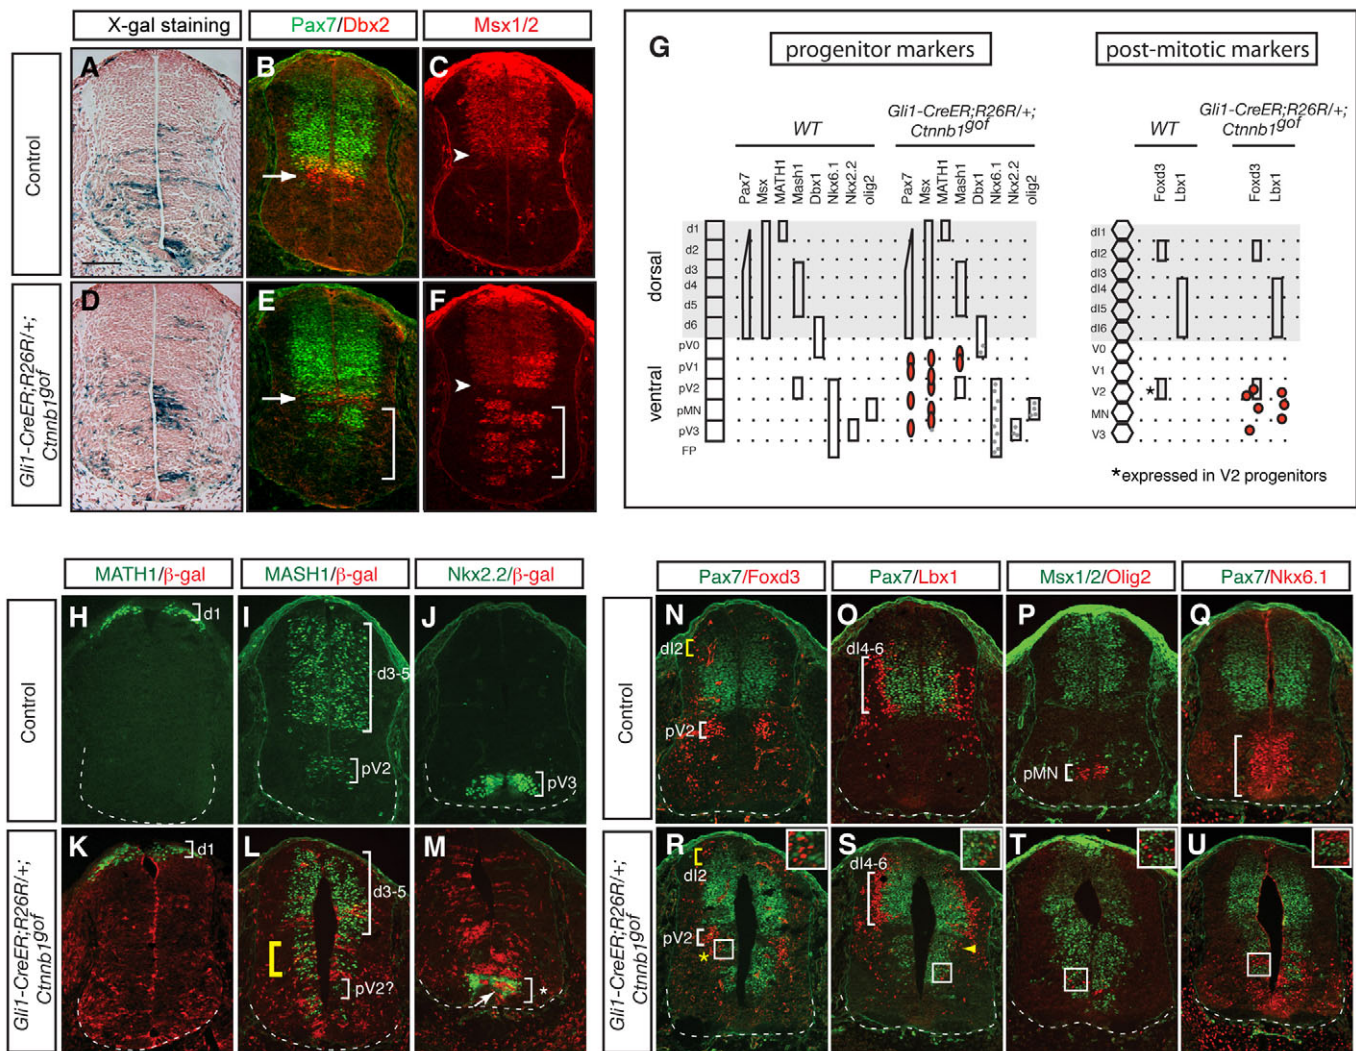 X-gal staining
Pax7/Dbx2
Msx1/2
Control
A
B
C
Gli1-CreER;R26R/+;
Ctnnb1gof
D
E
F
G
progenitor markers
post-mitotic markers
WT
Gli1-CreER;R26R/+;
Ctnnb1gof
WT
Gli1-CreER;R26R/+;
Ctnnb1gof
Pax7
Msx
MATH1
Mash1
Dbx1
Nkx6.1
Nkx2.2
olig2
Pax7
Msx
MATH1
Mash1
Dbx1
Nkx6.1
Nkx2.2
olig2
Foxd3
Lbx1
Foxd3
Lbx1
dorsal
ventral
d1
d2
d3
d4
d5
d6
pV0
pV1
pV2
pMN
pV3
FP
dI1
dI2
dI3
dI4
dI5
dI6
V0
V1
V2
MN
V3
*
*expressed in V2 progenitors
MATH1/β-gal
MASH1/β-gal
Nkx2.2/β-gal
Control
H
d1
I
d3-5
pV2
J
pV3
Gli1-CreER;R26R/+;
Ctnnb1gof
K
d1
L
d3-5
pV2?
M
*
Pax7/Foxd3
Pax7/Lbx1
Msx1/2/Olig2
Pax7/Nkx6.1
Control
N
dI2
pV2
O
dI4-6
P
pMN
Q
Gli1-CreER;R26R/+;
Ctnnb1gof
R
dI2
pV2
*
S
dI4-6
T
U